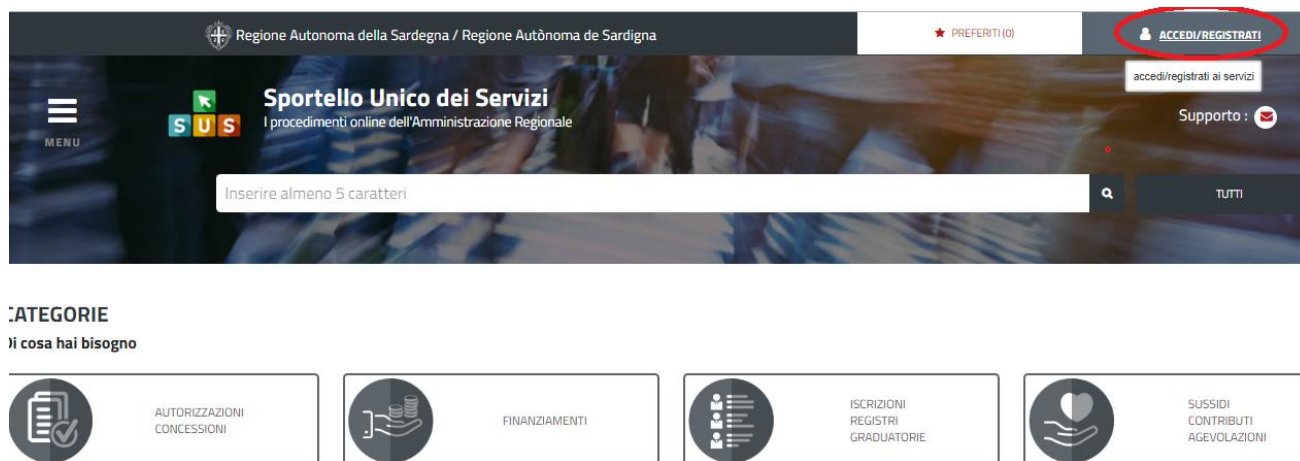 Regione Autonoma della Sardegna / Regione Autònoma de Sardigna
PREFERITI (0)
ACCEDI/REGISTRATI
accedi/registrati ai servizi
MENU
SUS
Sportello Unico dei Servizi
I procedimenti online dell'Amministrazione Regionale
Supporto :
Inserire almeno 5 caratteri
TUTTI
CATEGORIE
Di cosa hai bisogno
AUTORIZZAZIONI
CONCESSIONI
FINANZIAMENTI
ISCRIZIONI
REGISTRI
GRADUATORIE
SUSSIDI
CONTRIBUTI
AGEVOLAZIONI